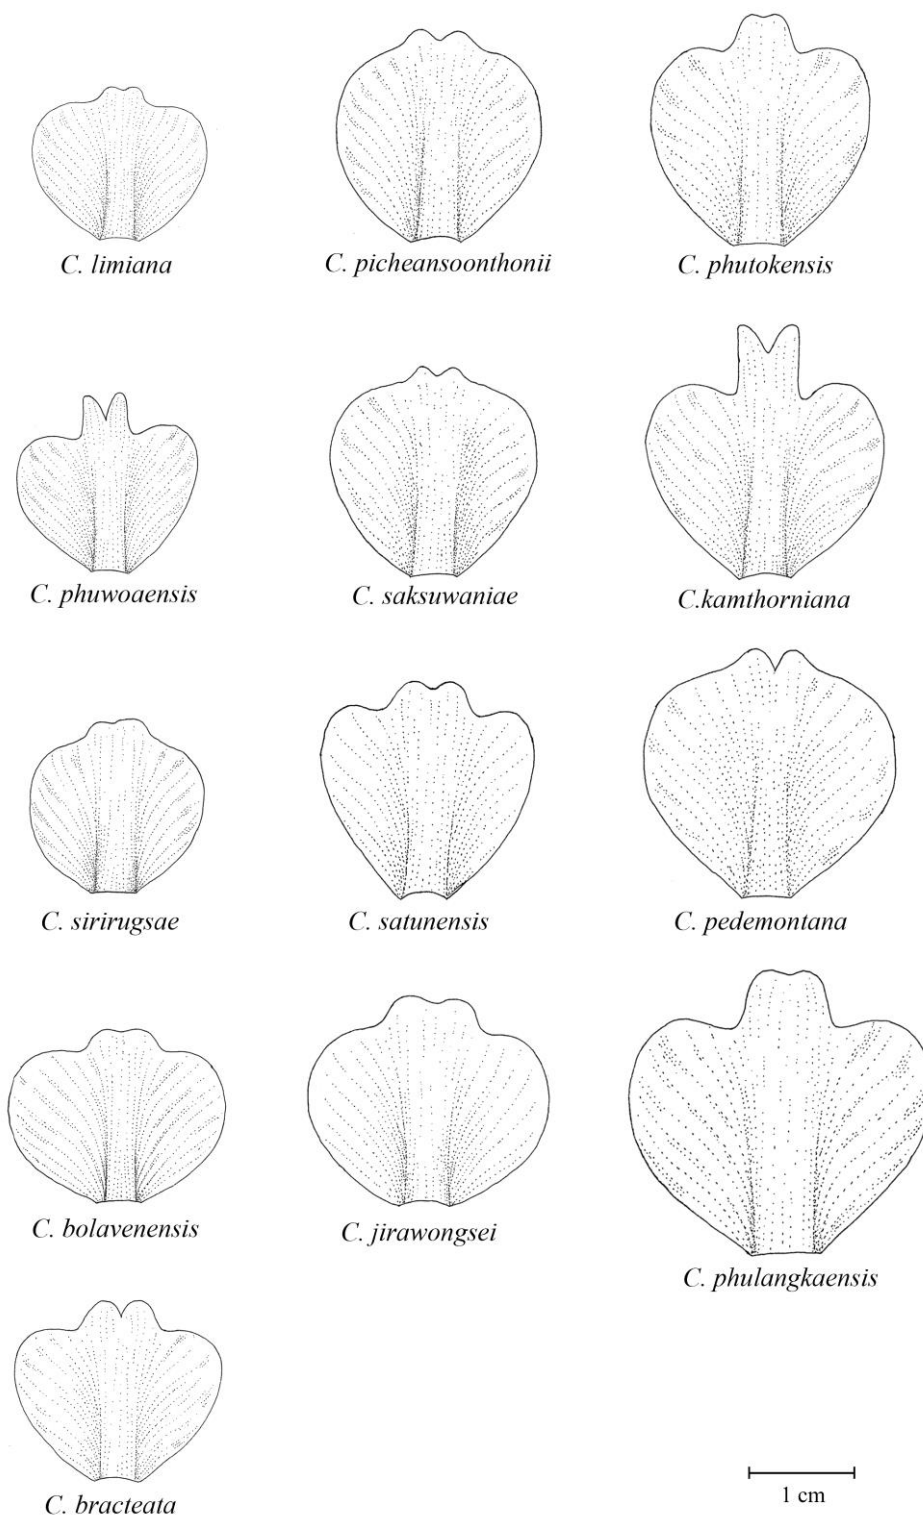 C. limiana
C. picheansoonthonii
C. phutokensis
C. phuwoaensis
C. saksuwaniae
C.kamthorniana
C. sirirugsae
C. satunensis
C. pedemontana
C. bolavenensis
C. jirawongsei
C. phulangkaensis
C. bracteata
1 cm